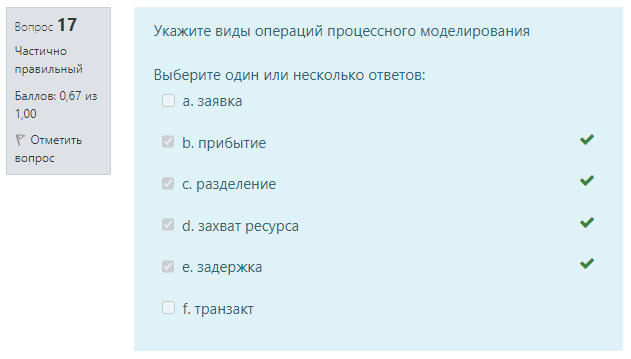 Вопрос 17
Частично
правильный
Баллов: 0,67 из
1,00
Отметить
вопрос
Укажите виды операций процессного моделирования
Выберите один или несколько ответов:
a. заявка
b. прибытие
c. разделение
d. захват ресурса
e. задержка
f. транзакт